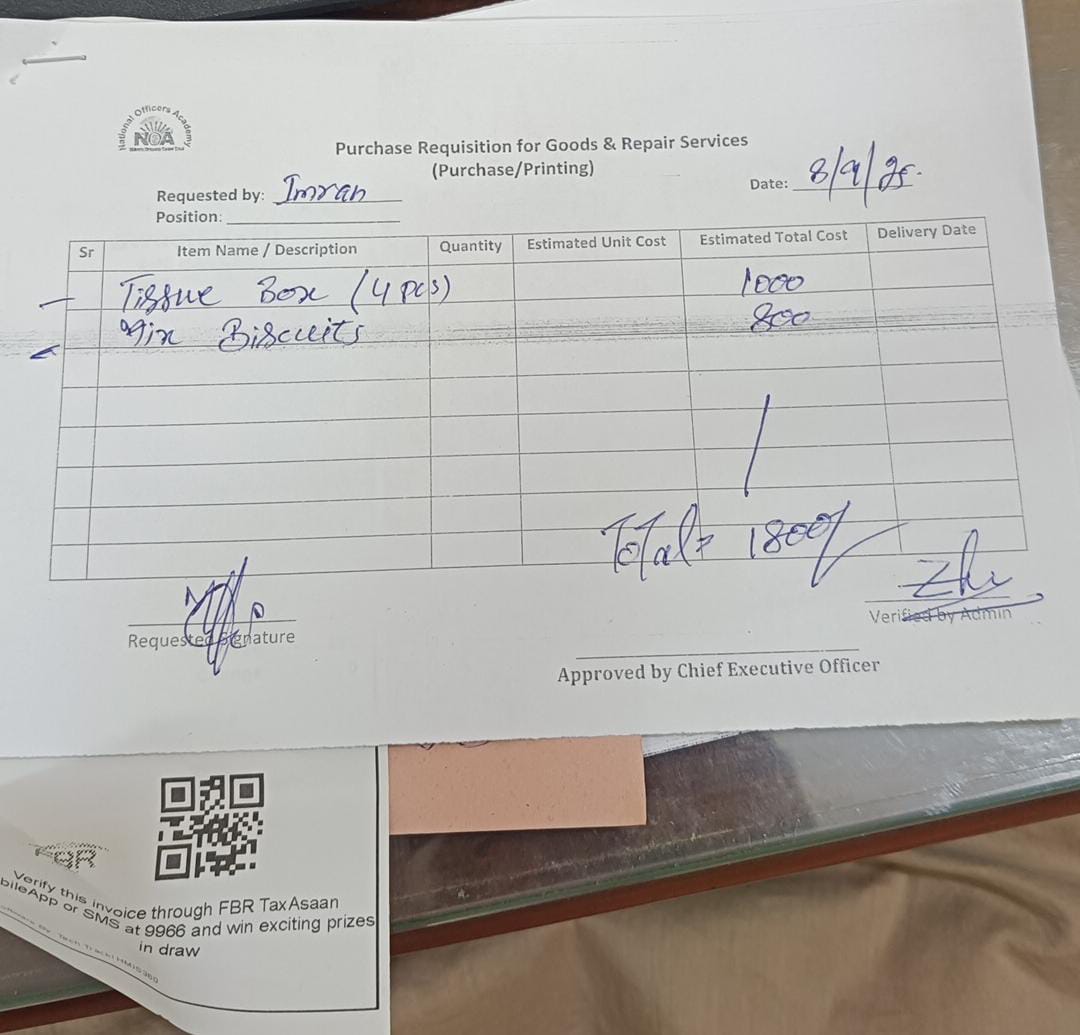 National Officers Academy
NOA
Purchase Requisition for Goods & Repair Services
(Purchase/Printing)
Requested by: Imran
Date: 8/9/25.
Position:
Sr Item Name / Description Quantity Estimated Unit Cost Estimated Total Cost Delivery Date
Tissue Box (4 pcs) 1000
Mix Biscuits 800
Total= 1800/
Requested Signature
Verified by Admin
Approved by Chief Executive Officer
FBR
Verify this invoice through FBR TaxAsaan
bileApp or SMS at 9966 and win exciting prizes
in draw